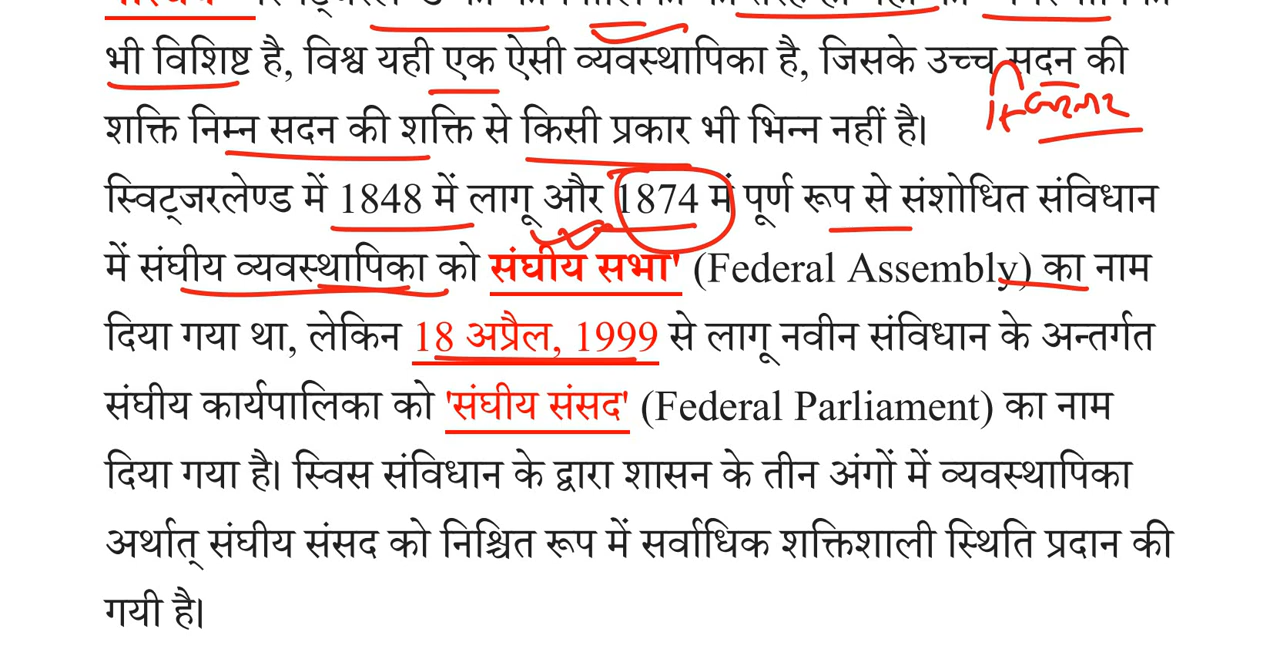 भी विशिष्ट है, विश्व यही एक ऐसी व्यवस्थापिका है, जिसके उच्च सदन की
शक्ति निम्न सदन की शक्ति से किसी प्रकार भी भिन्न नहीं है।
स्विट्जरलेण्ड में 1848 में लागू और 1874 में पूर्ण रूप से संशोधित संविधान
में संघीय व्यवस्थापिका को संघीय सभा' (Federal Assembly) का नाम
दिया गया था, लेकिन 18 अप्रैल, 1999 से लागू नवीन संविधान के अन्तर्गत
संघीय कार्यपालिका को 'संघीय संसद' (Federal Parliament) का नाम
दिया गया है। स्विस संविधान के द्वारा शासन के तीन अंगों में व्यवस्थापिका
अर्थात् संघीय संसद को निश्चित रूप में सर्वाधिक शक्तिशाली स्थिति प्रदान की
गयी है।